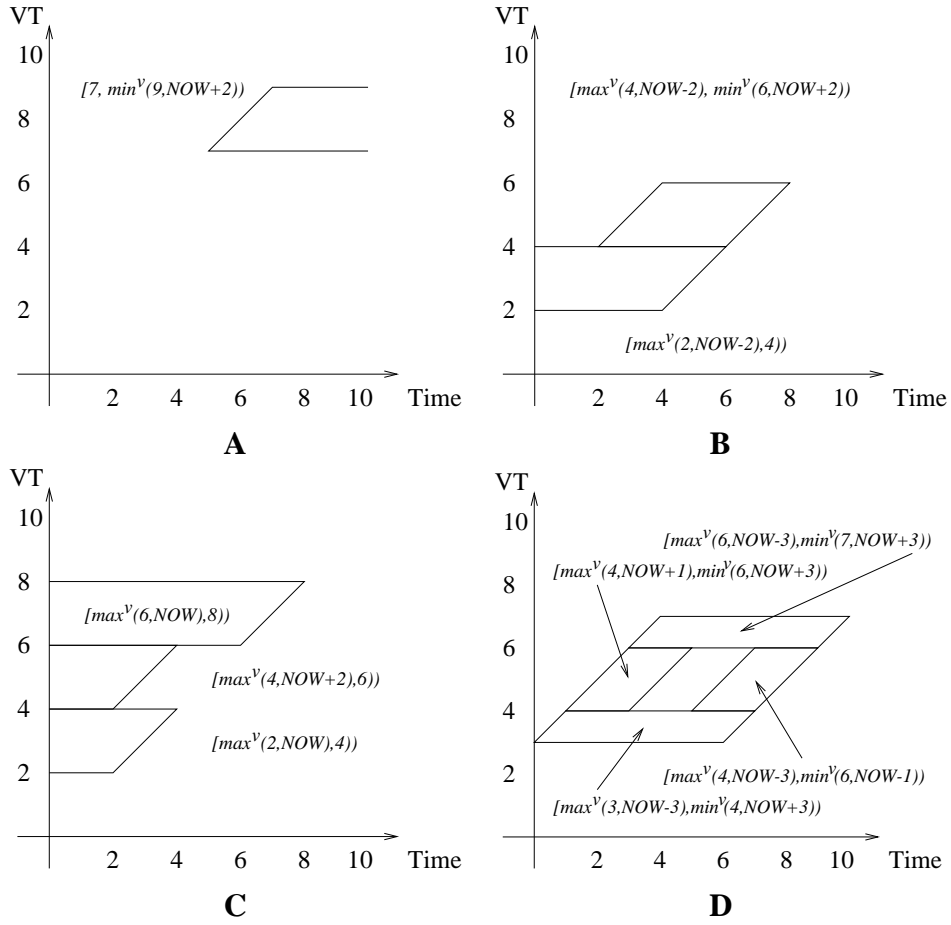 VT
10
[7, min^v(9,NOW+2))
8
6
4
2
2 4 6 8 10 Time
A
VT
10
[max^v(4,NOW-2), min^v(6,NOW+2))
8
6
4
2
[max^v(2,NOW-2),4))
2 4 6 8 10 Time
B
VT
10
8
[max^v(6,NOW),8))
6
[max^v(4,NOW+2),6))
4
[max^v(2,NOW),4))
2
2 4 6 8 10 Time
C
VT
10
[max^v(6,NOW-3),min^v(7,NOW+3))
8
[max^v(4,NOW+1),min^v(6,NOW+3))
6
4
2
[max^v(4,NOW-3),min^v(6,NOW-1))
[max^v(3,NOW-3),min^v(4,NOW+3))
2 4 6 8 10 Time
D